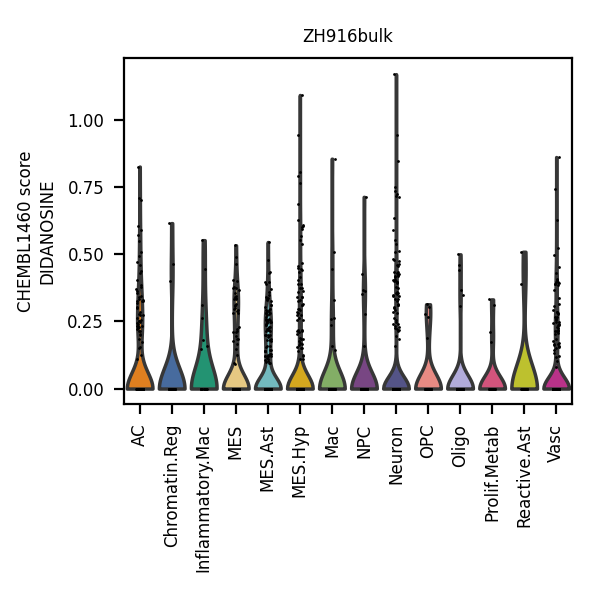 ZH916bulk
CHEMBL1460 score
DIDANOSINE
1.00
0.75
0.50
0.25
0.00
AC
Chromatin.Reg
Inflammatory.Mac
MES
MES.Ast
MES.Hyp
Mac
NPC
Neuron
OPC
Oligo
Prolif.Metab
Reactive.Ast
Vasc